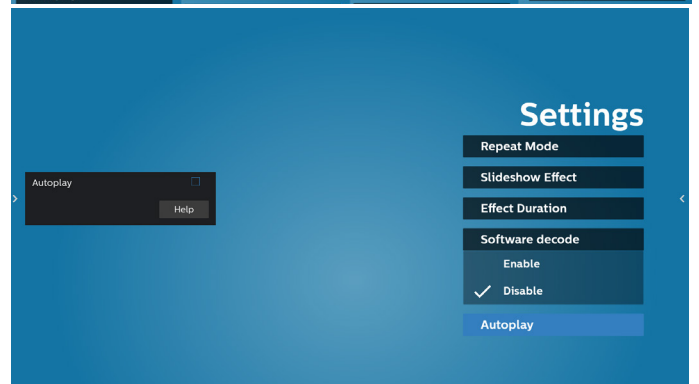 Settings
Repeat Mode
Slideshow Effect
Effect Duration
Software decode
Enable
Disable
Autoplay
Autoplay
Help